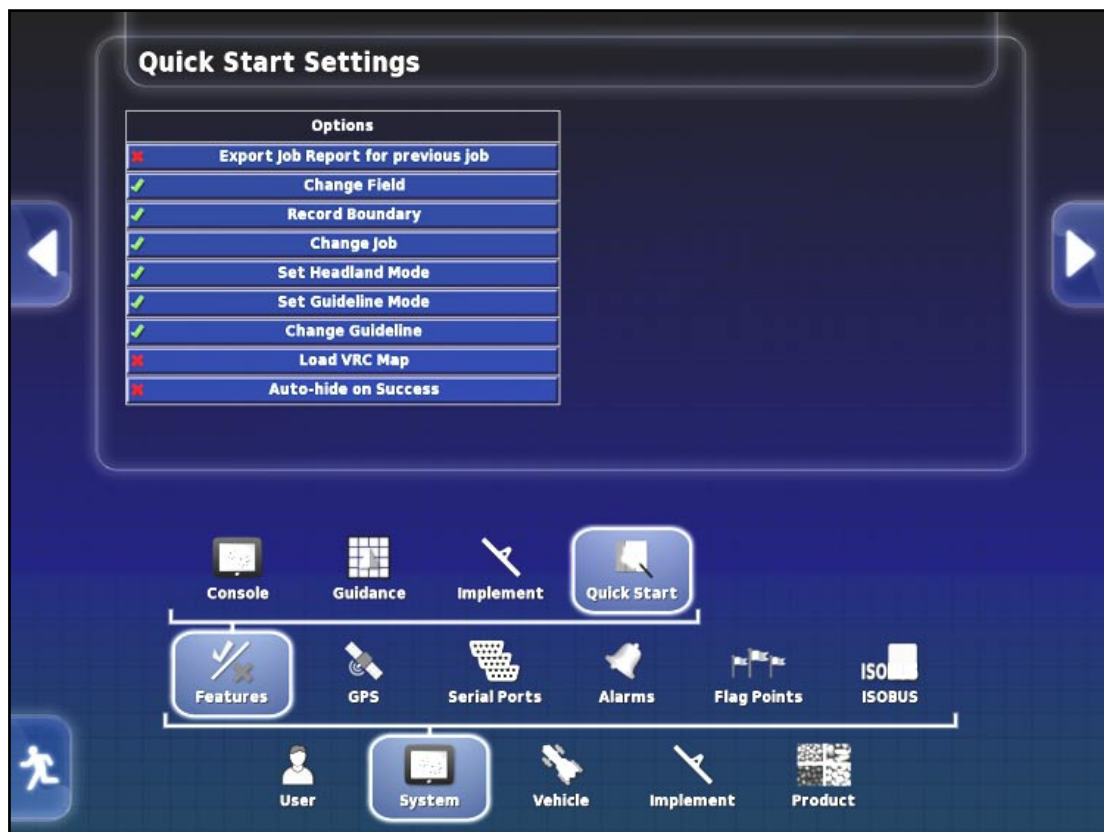 Quick Start Settings
Options
Export Job Report for previous job
Change Field
Record Boundary
Change Job
Set Headland Mode
Set Guideline Mode
Change Guideline
Load VRC Map
Auto-hide on Success
Console Guidance Implement Quick Start
ISO
Features GPS Serial Ports Alarms Flag Points ISOBUS
User System Vehicle Implement Product